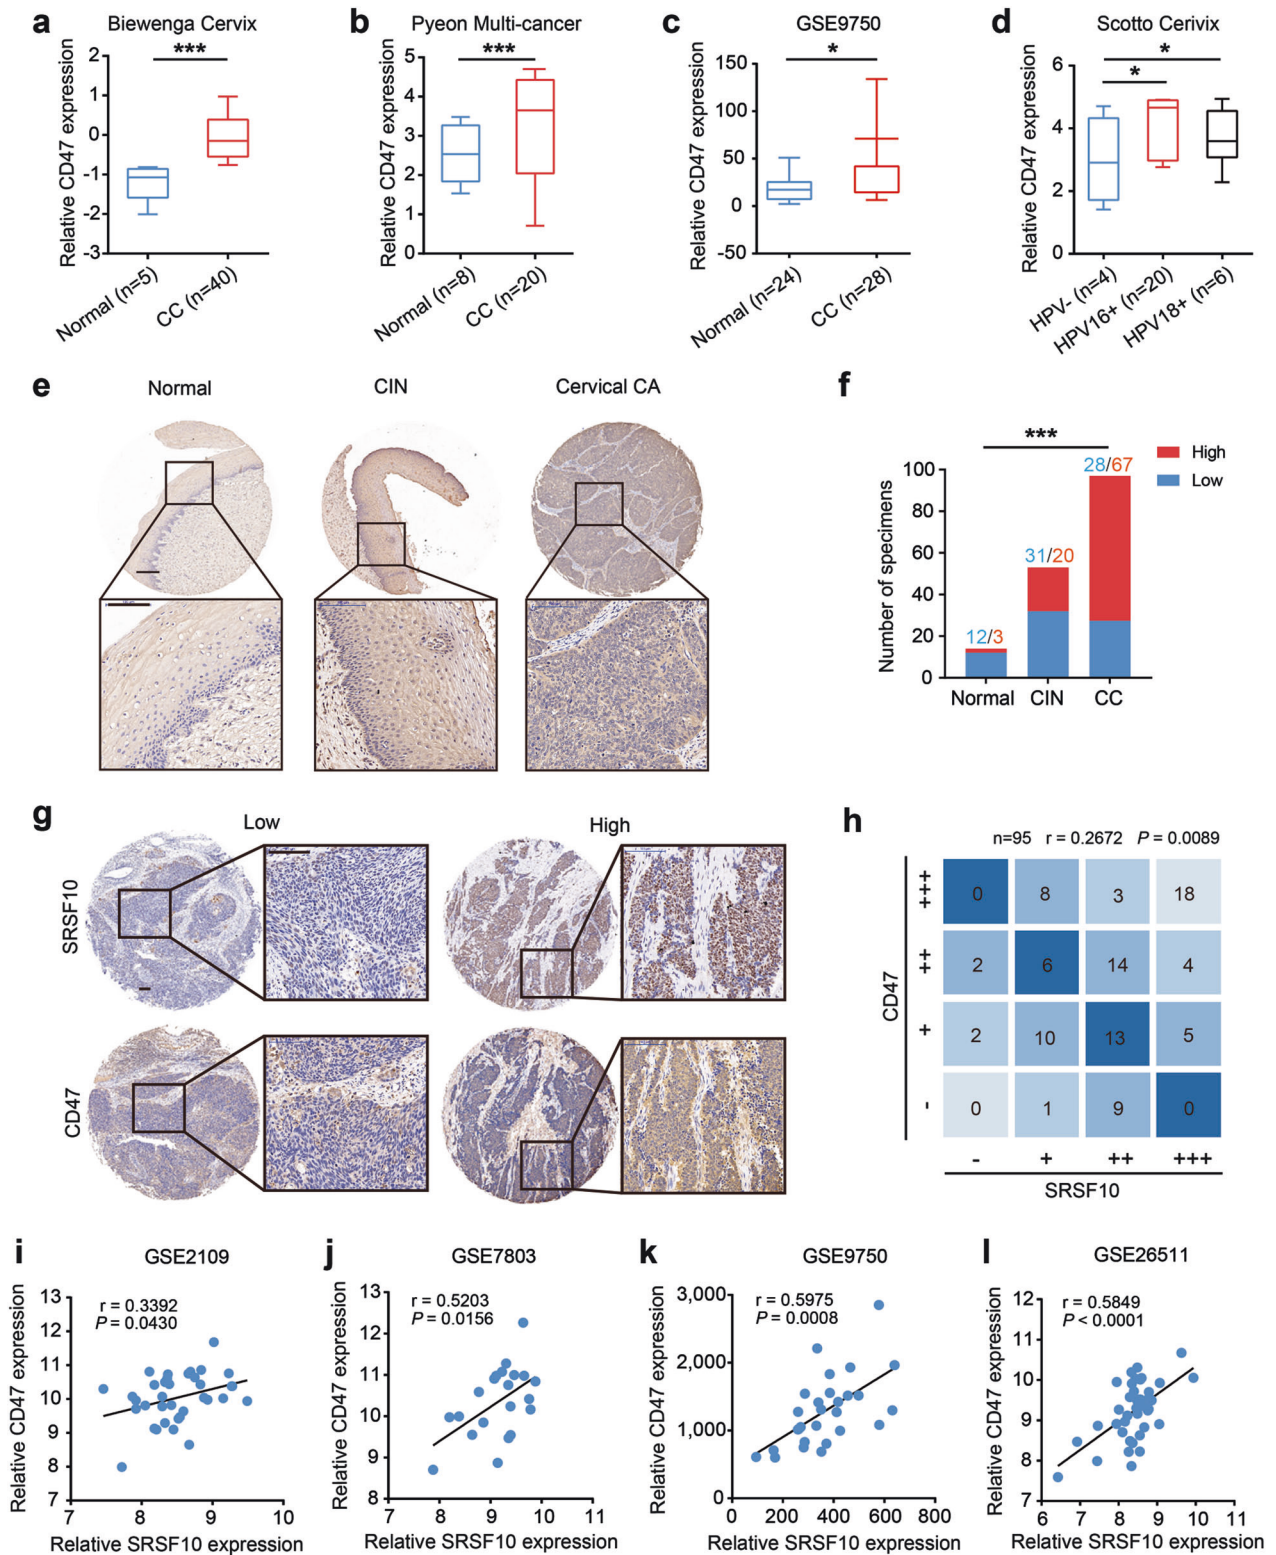 a Biewenga Cervix
***
Relative CD47 expression
2
1
0
-1
-2
-3
Normal (n=5)
CC (n=40)
b Pyeon Multi-cancer
***
Relative CD47 expression
5
4
3
2
1
0
Normal (n=8)
CC (n=20)
c GSE9750
*
Relative CD47 expression
150
100
50
0
-50
Normal (n=24)
CC (n=28)
d Scotto Cerivix
*
*
Relative CD47 expression
6
4
2
0
HPV- (n=4)
HPV16+ (n=20)
HPV18+ (n=6)
e
Normal
CIN
Cervical CA
f
***
High
Low
Number of specimens
100
80
60
40
20
0
12/3
31/20
28/67
Normal
CIN
CC
g
Low
High
SRSF10
CD47
h
n=95 r = 0.2672 P = 0.0089
CD47
+++ 0 8 3 18
++ 2 6 14 4
+ 2 10 13 5
- 0 1 9 0
- + ++ +++
SRSF10
i GSE2109
r = 0.3392
P = 0.0430
Relative CD47 expression
13
12
11
10
9
8
7
7 8 9 10
Relative SRSF10 expression
j GSE7803
r = 0.5203
P = 0.0156
Relative CD47 expression
13
12
11
10
9
8
7 8 9 10 11
Relative SRSF10 expression
k GSE9750
r = 0.5975
P = 0.0008
Relative CD47 expression
3,000
2,000
1,000
0
0 200 400 600 800
Relative SRSF10 expression
l GSE26511
r = 0.5849
P < 0.0001
Relative CD47 expression
12
11
10
9
8
7
6 7 8 9 10 11
Relative SRSF10 expression